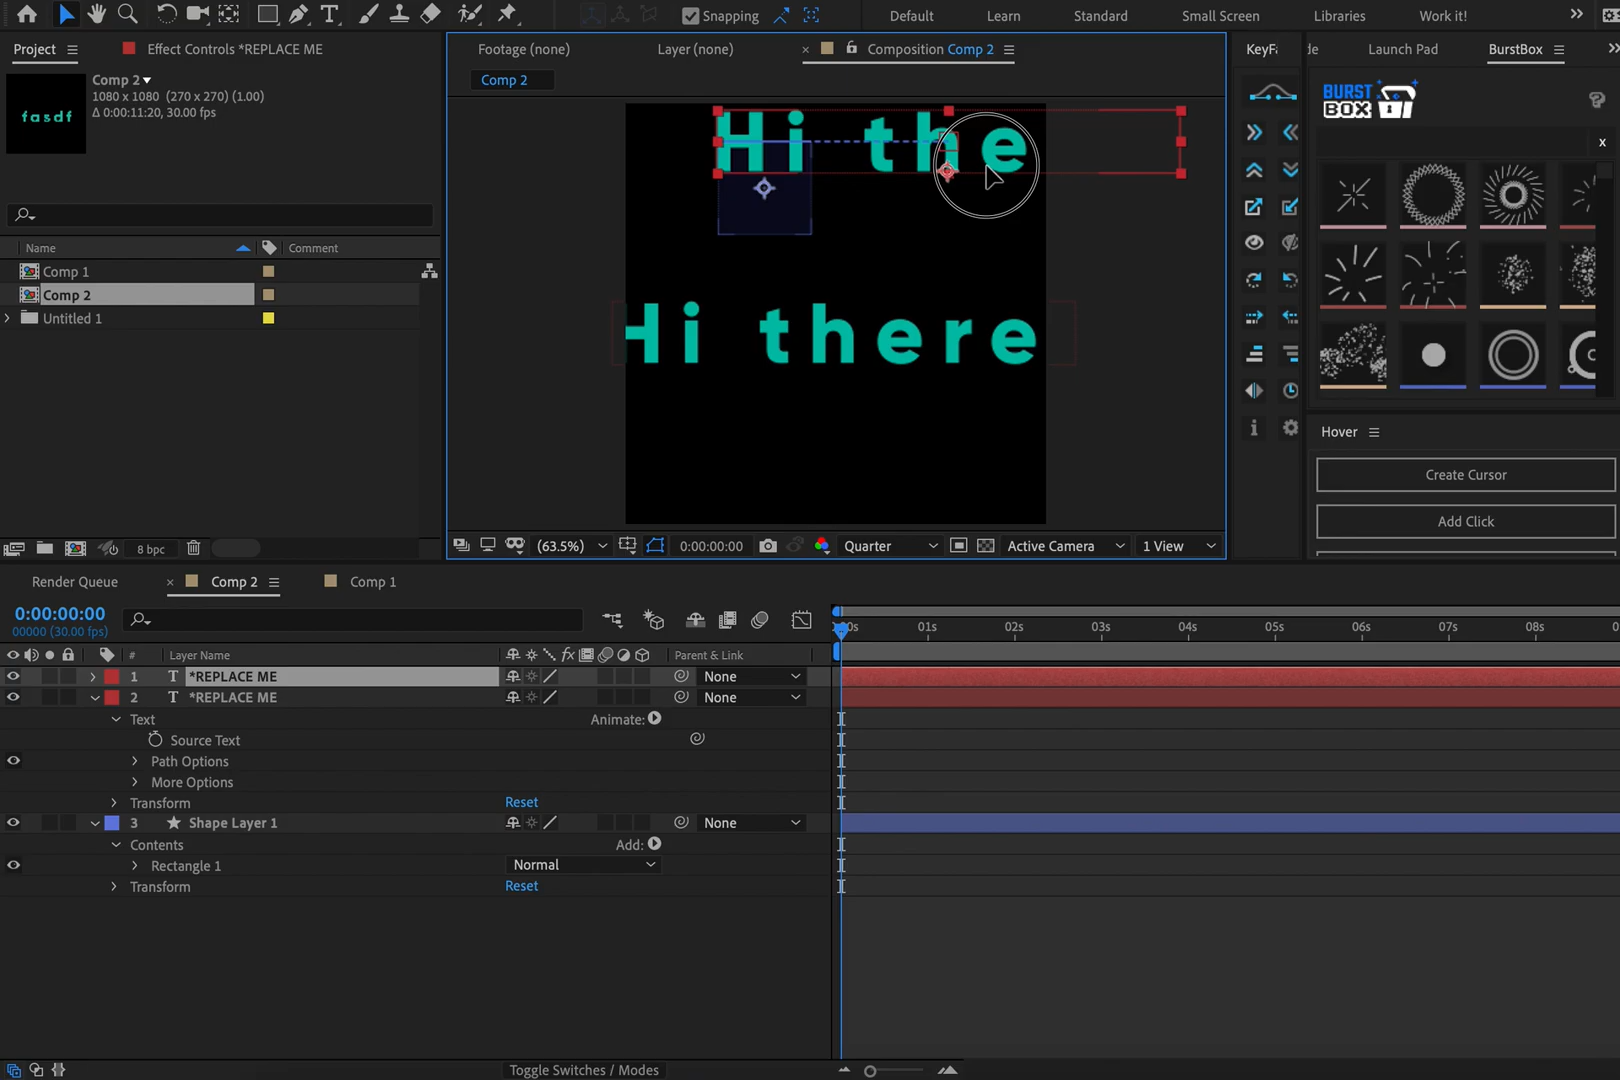 Snapping
Default
Learn
Standard
Small Screen
Libraries
Work it!
Project
Effect Controls *REPLACE ME
Footage (none)
Layer (none)
Composition Comp 2
KeyFa
de
Launch Pad
BurstBox
Comp 2
1080 x 1080 (270 x 270) (1.00)
Δ 0:00:11:20, 30.00 fps
fasdf
Comp 2
BURST
BOX
x
Hi the
Hi there
Name
Comment
Comp 1
Comp 2
Untitled 1
Hover
Create Cursor
Add Click
8 bpc
(63.5%)
0:00:00:00
Quarter
Active Camera
1 View
Render Queue
Comp 2
Comp 1
0:00:00:00
00000 (30.00 fps)
:00s
01s
02s
03s
04s
05s
06s
07s
08s
#
Layer Name
fx
Parent & Link
1
T
*REPLACE ME
None
2
T
*REPLACE ME
None
Text
Animate:
Source Text
Path Options
More Options
Transform
Reset
3
Shape Layer 1
None
Contents
Add:
Rectangle 1
Normal
Transform
Reset
Toggle Switches / Modes